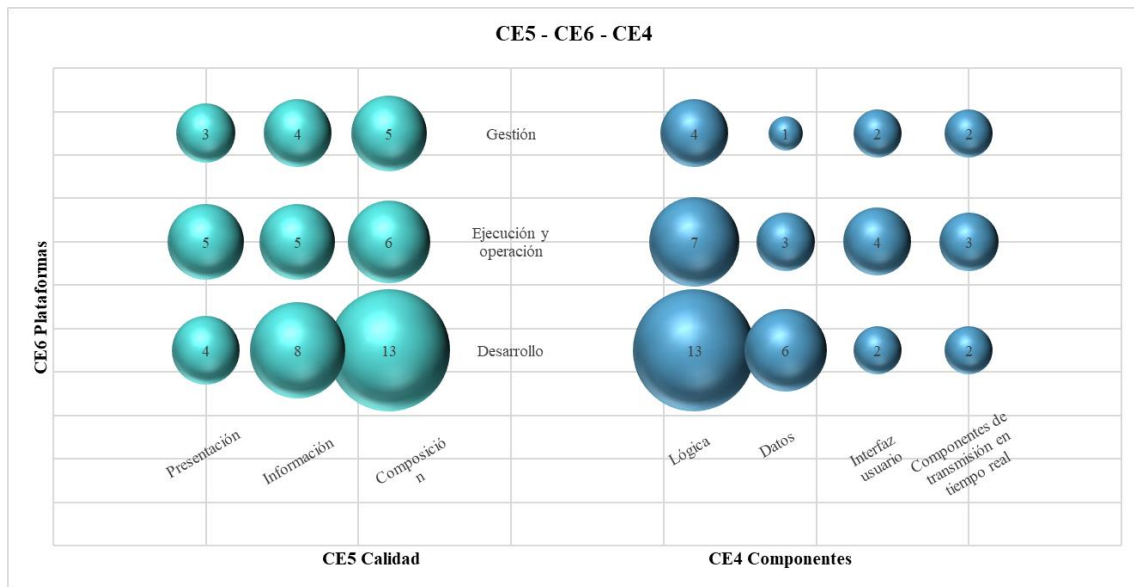 CE5 - CE6 - CE4
3 4 5 Gestión 4 1 2 2
5 5 6 Ejecución y
operación 7 3 4 3
4 8 13 Desarrollo 13 6 2 2
CE6 Plataformas
Presentación
Información
Composició
n
Lógica
Datos
Interfaz
usuario
Componentes de
transmisión en
tiempo real
CE5 Calidad
CE4 Componentes